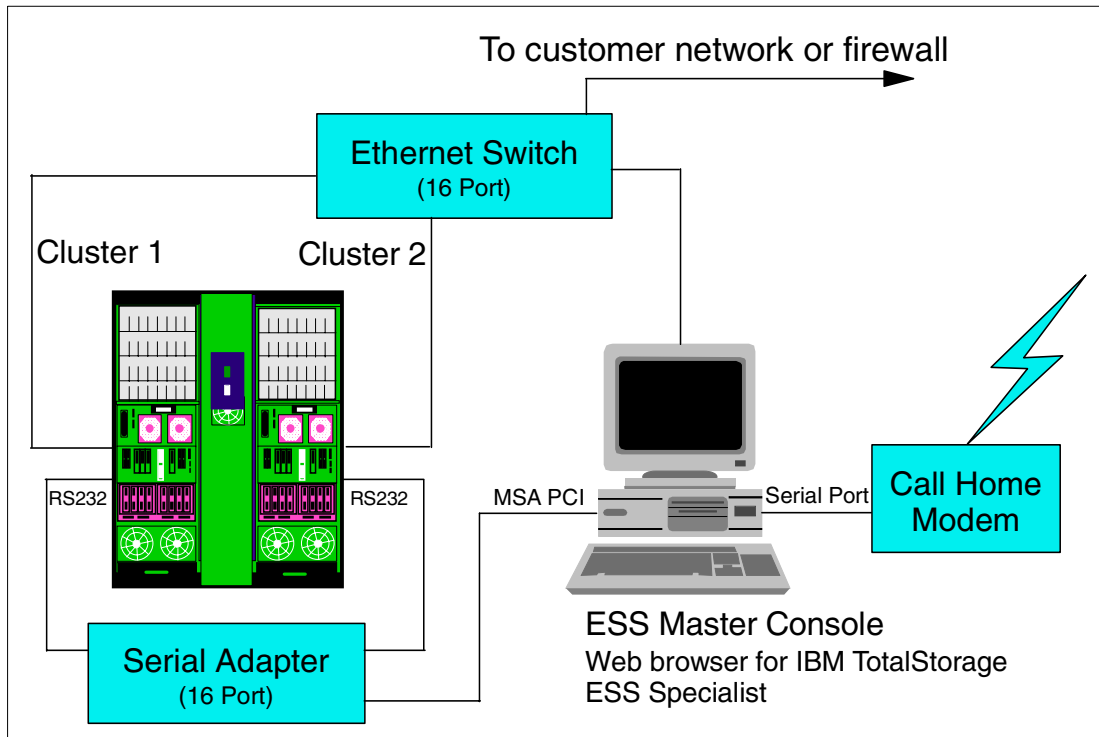 To customer network or firewall
Ethernet Switch
(16 Port)
Cluster 1
Cluster 2
RS232
RS232
MSA PCI
Serial Port
Call Home
Modem
Serial Adapter
(16 Port)
ESS Master Console
Web browser for IBM TotalStorage
ESS Specialist